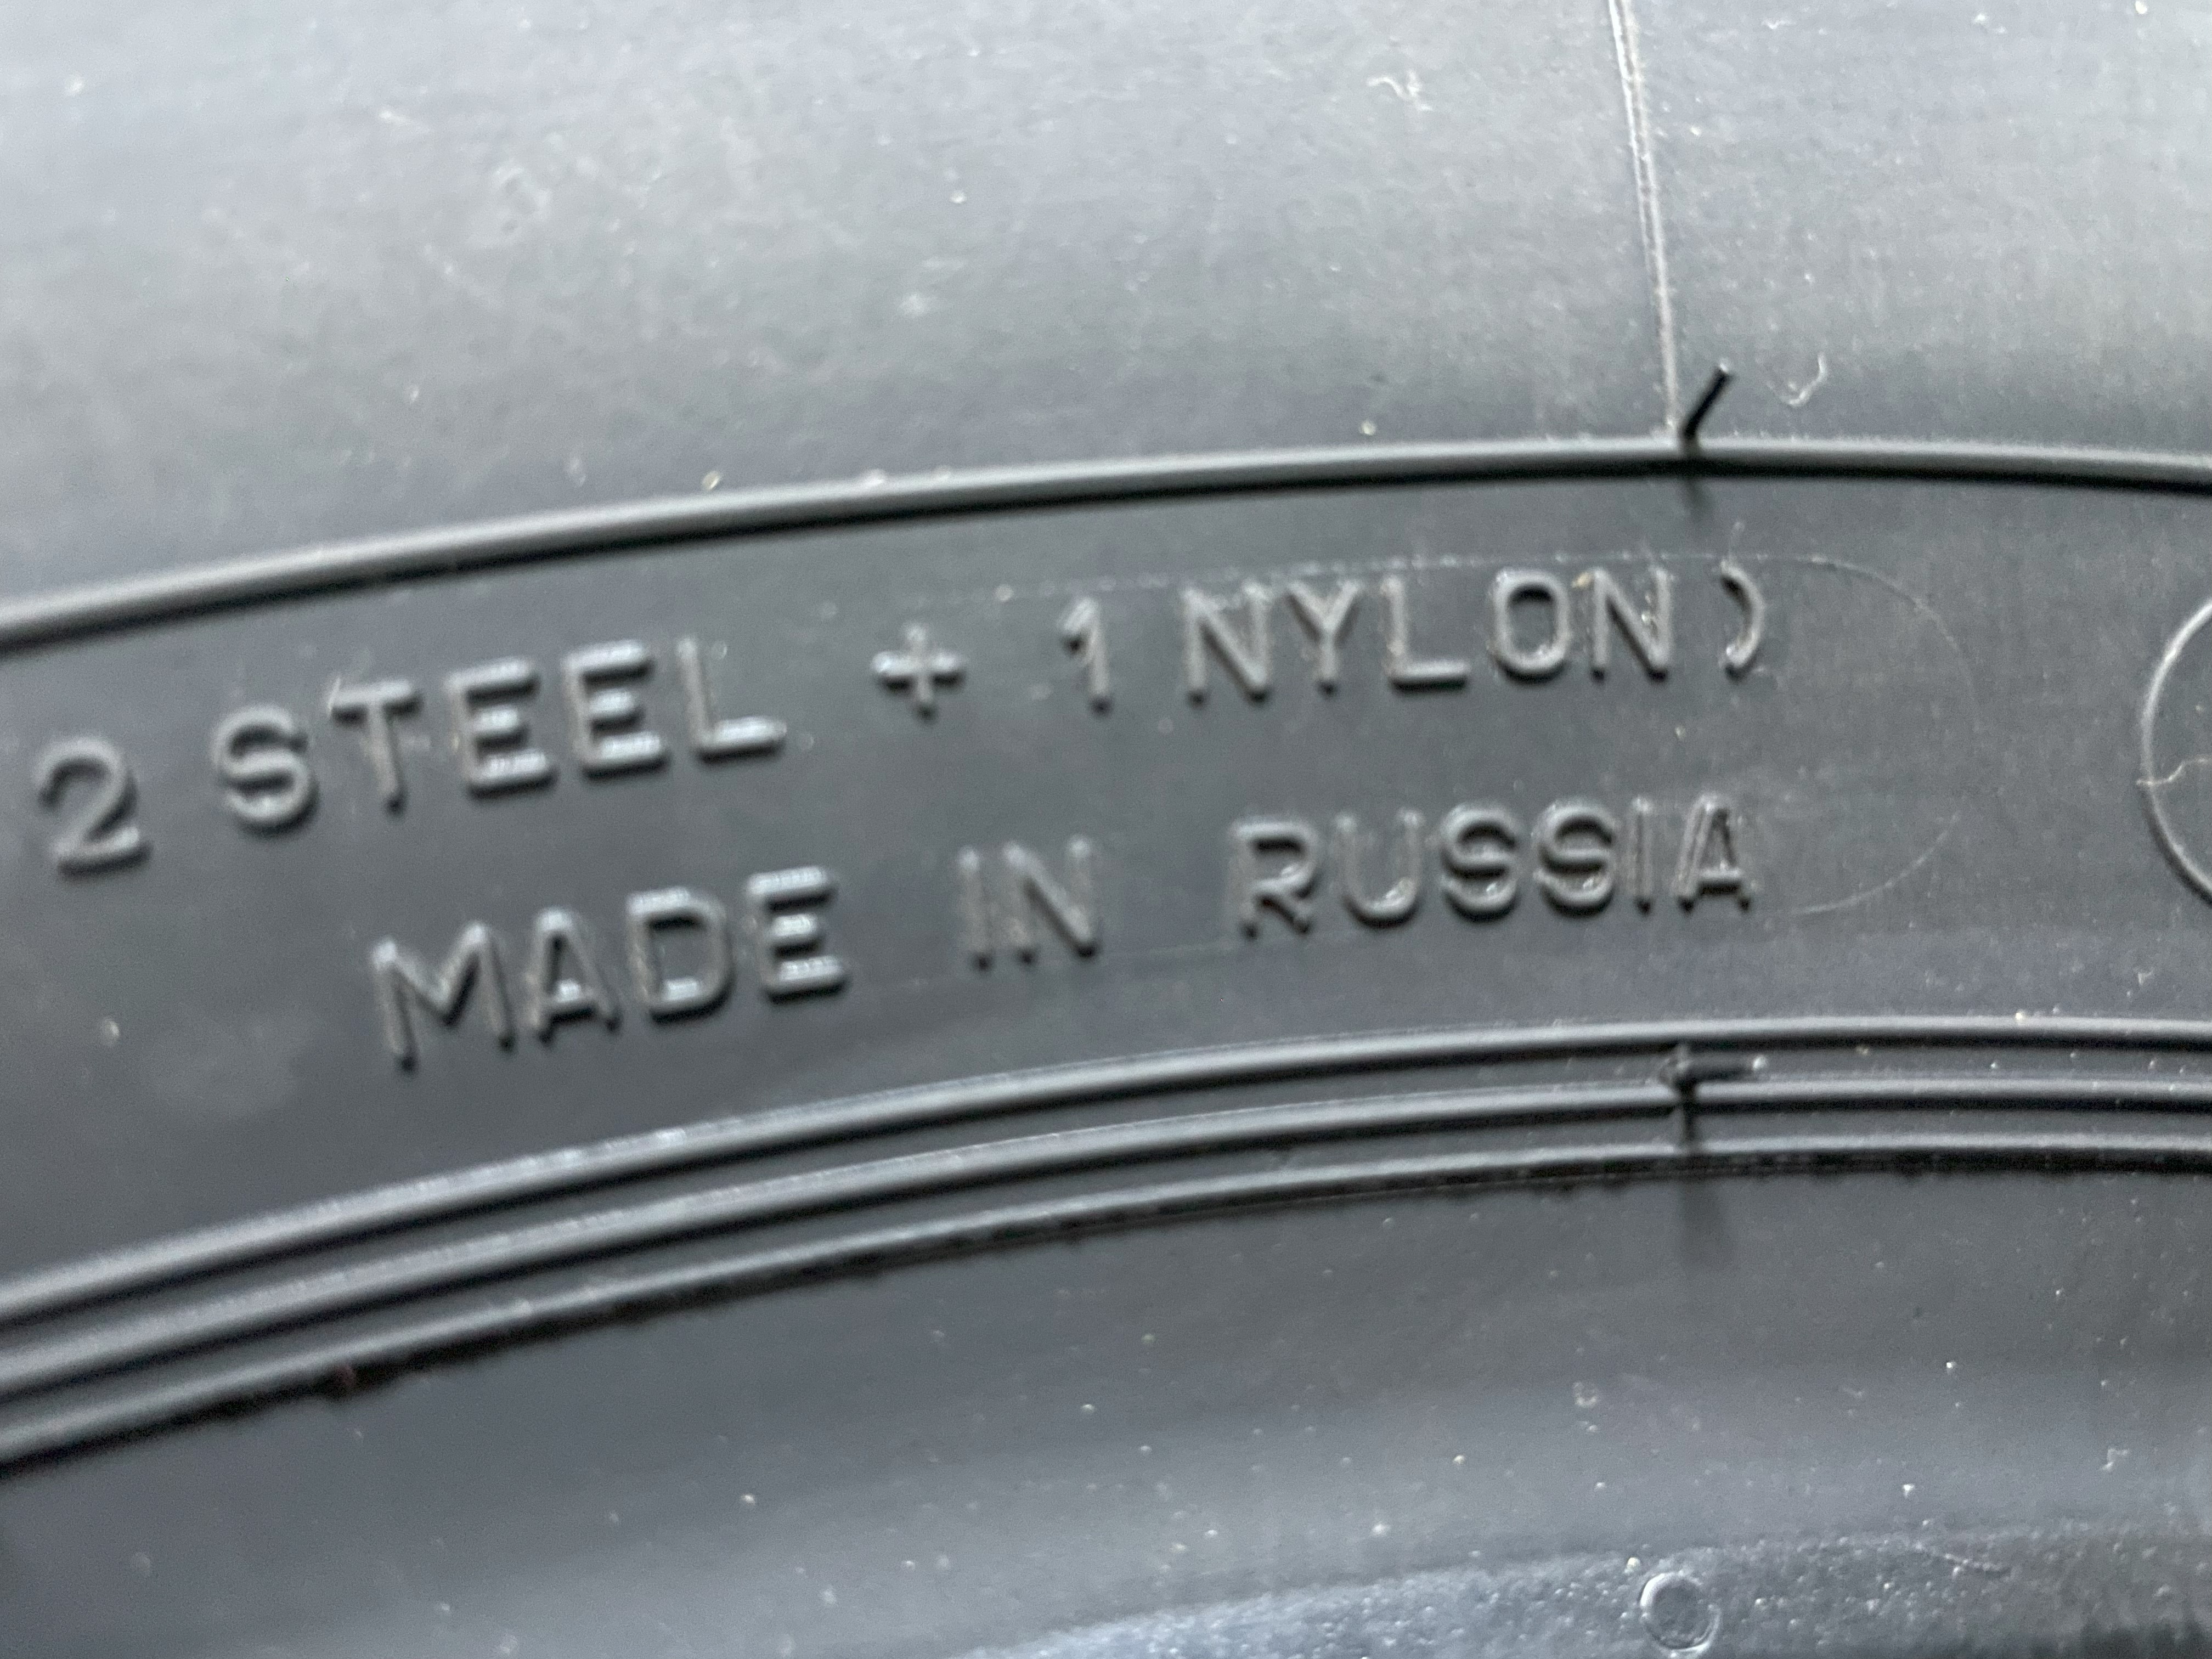 2 STEEL + 1 NYLON)
MADE IN RUSSIA